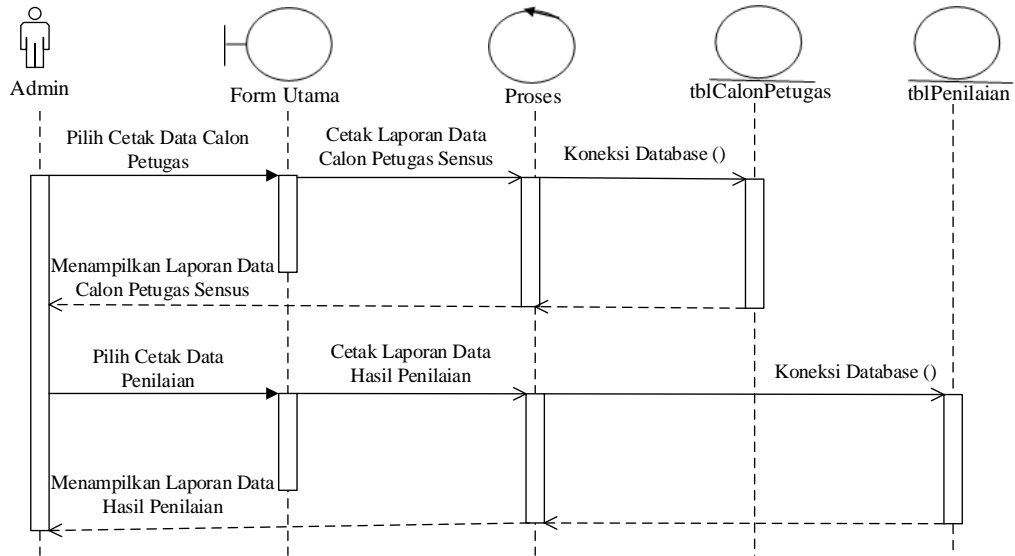 Admin
Form Utama
Proses
tblCalonPetugas
tblPenilaian
Pilih Cetak Data Calon
Petugas
Cetak Laporan Data
Calon Petugas Sensus
Koneksi Database ()
Menampilkan Laporan Data
Calon Petugas Sensus
Pilih Cetak Data
Penilaian
Cetak Laporan Data
Hasil Penilaian
Koneksi Database ()
Menampilkan Laporan Data
Hasil Penilaian